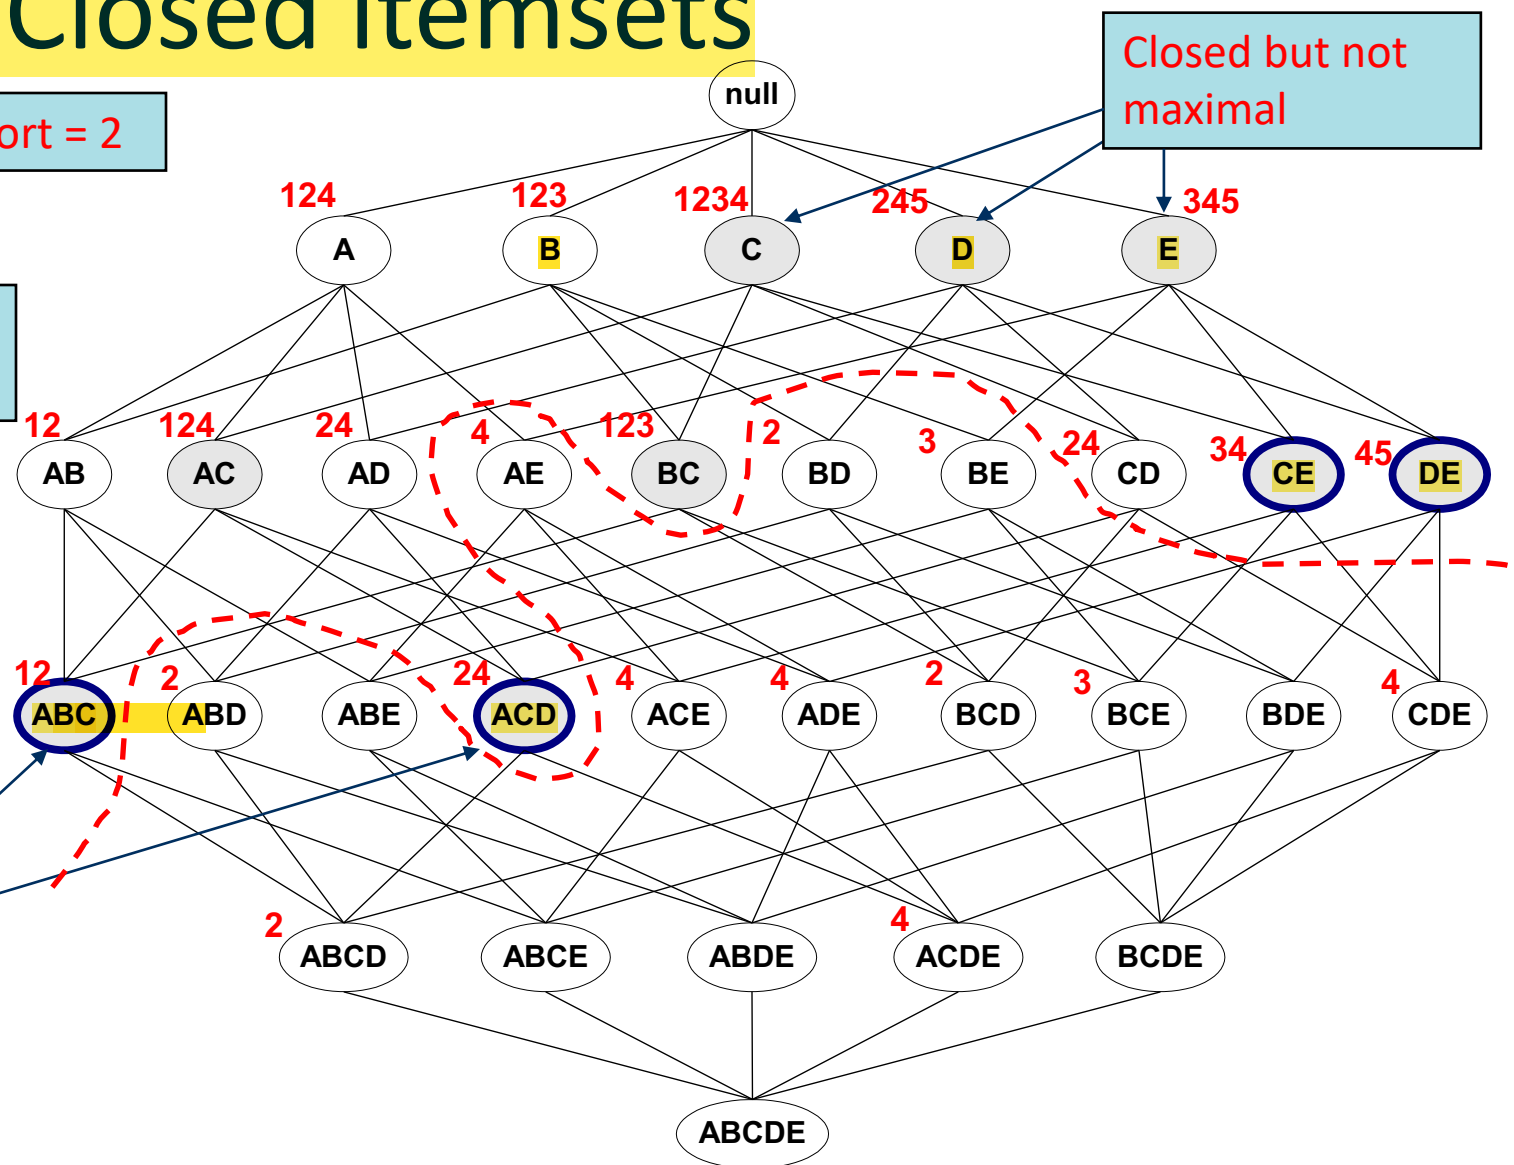 Closed Itemsets
ort = 2
Closed but not
maximal
null
124 123 1234 245 345
A B C D E
12 124 24 4 123 2 3 24 34 45
AB AC AD AE BC BD BE CD CE DE
12 2 24 4 4 2 3 4
ABC ABD ABE ACD ACE ADE BCD BCE BDE CDE
2 4
ABCD ABCE ABDE ACDE BCDE
ABCDE